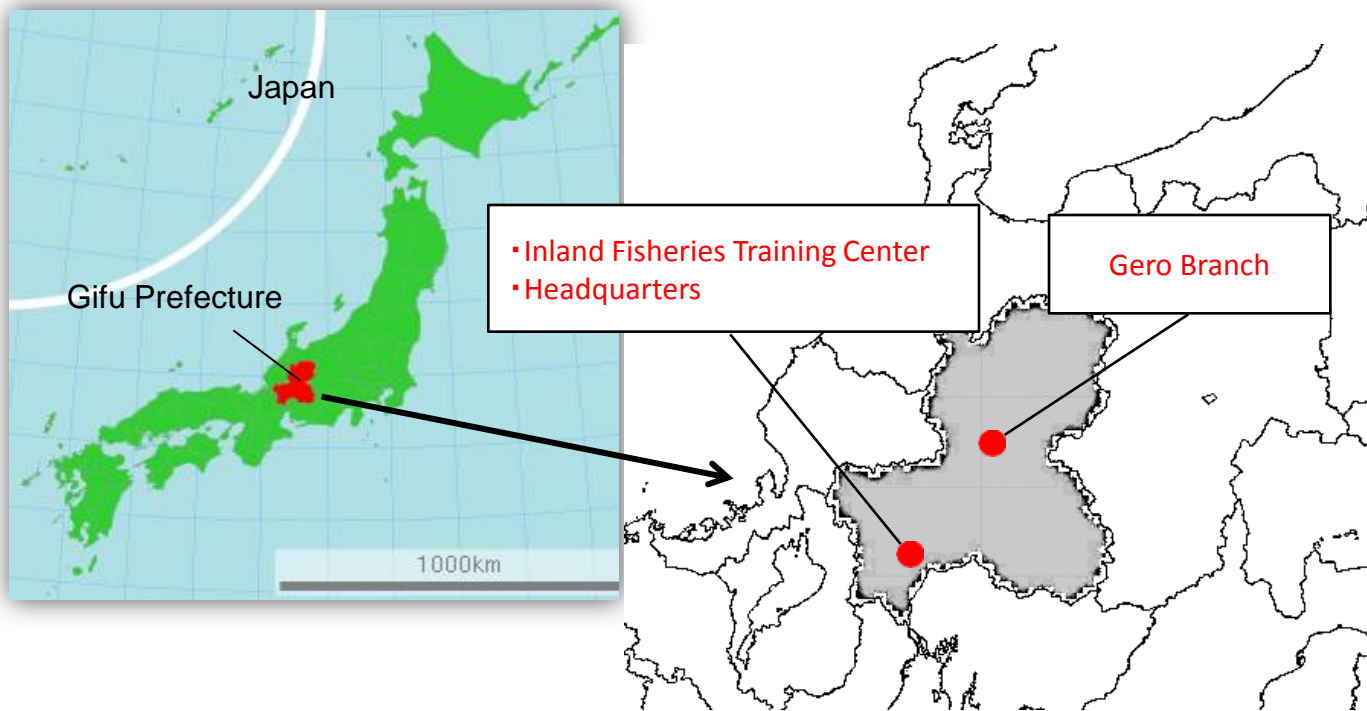 Japan
Gifu Prefecture
1000km
・Inland Fisheries Training Center
・Headquarters
Gero Branch